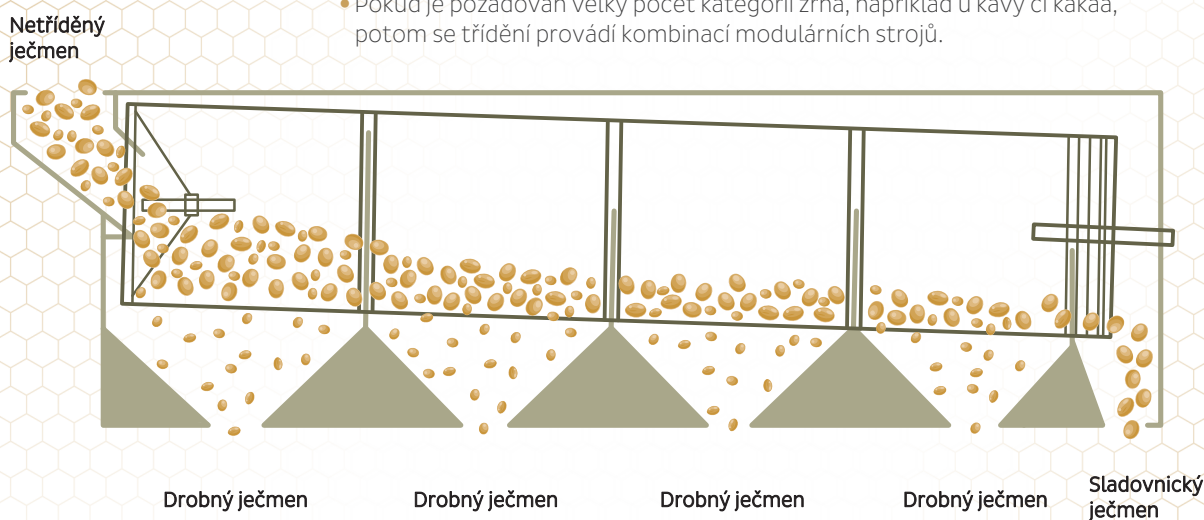 • Pokud je požadován velký počet kategorií zrna, například u kávy či kakaa,
potom se třídění provádí kombinací modulárních strojů.
Netříděný
ječmen
Drobný ječmen
Drobný ječmen
Drobný ječmen
Drobný ječmen
Sladovnický
ječmen